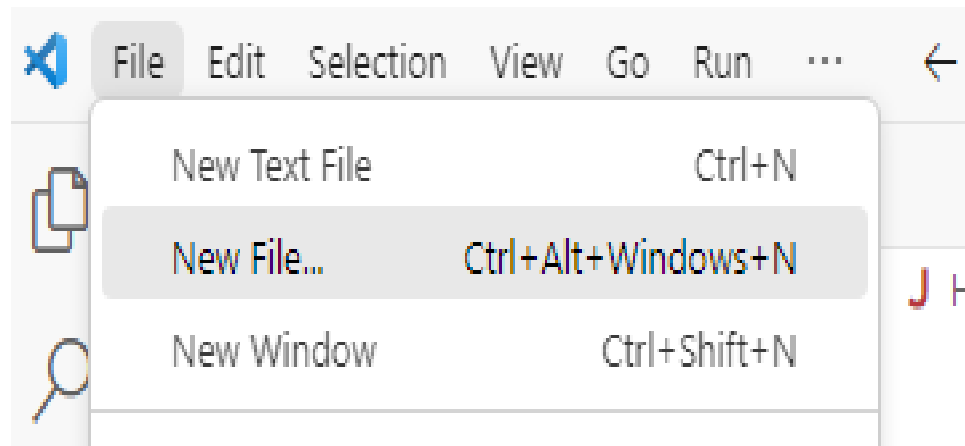 File Edit Selection View Go Run ...
New Text File Ctrl+N
New File... Ctrl+Alt+Windows+N
New Window Ctrl+Shift+N
J